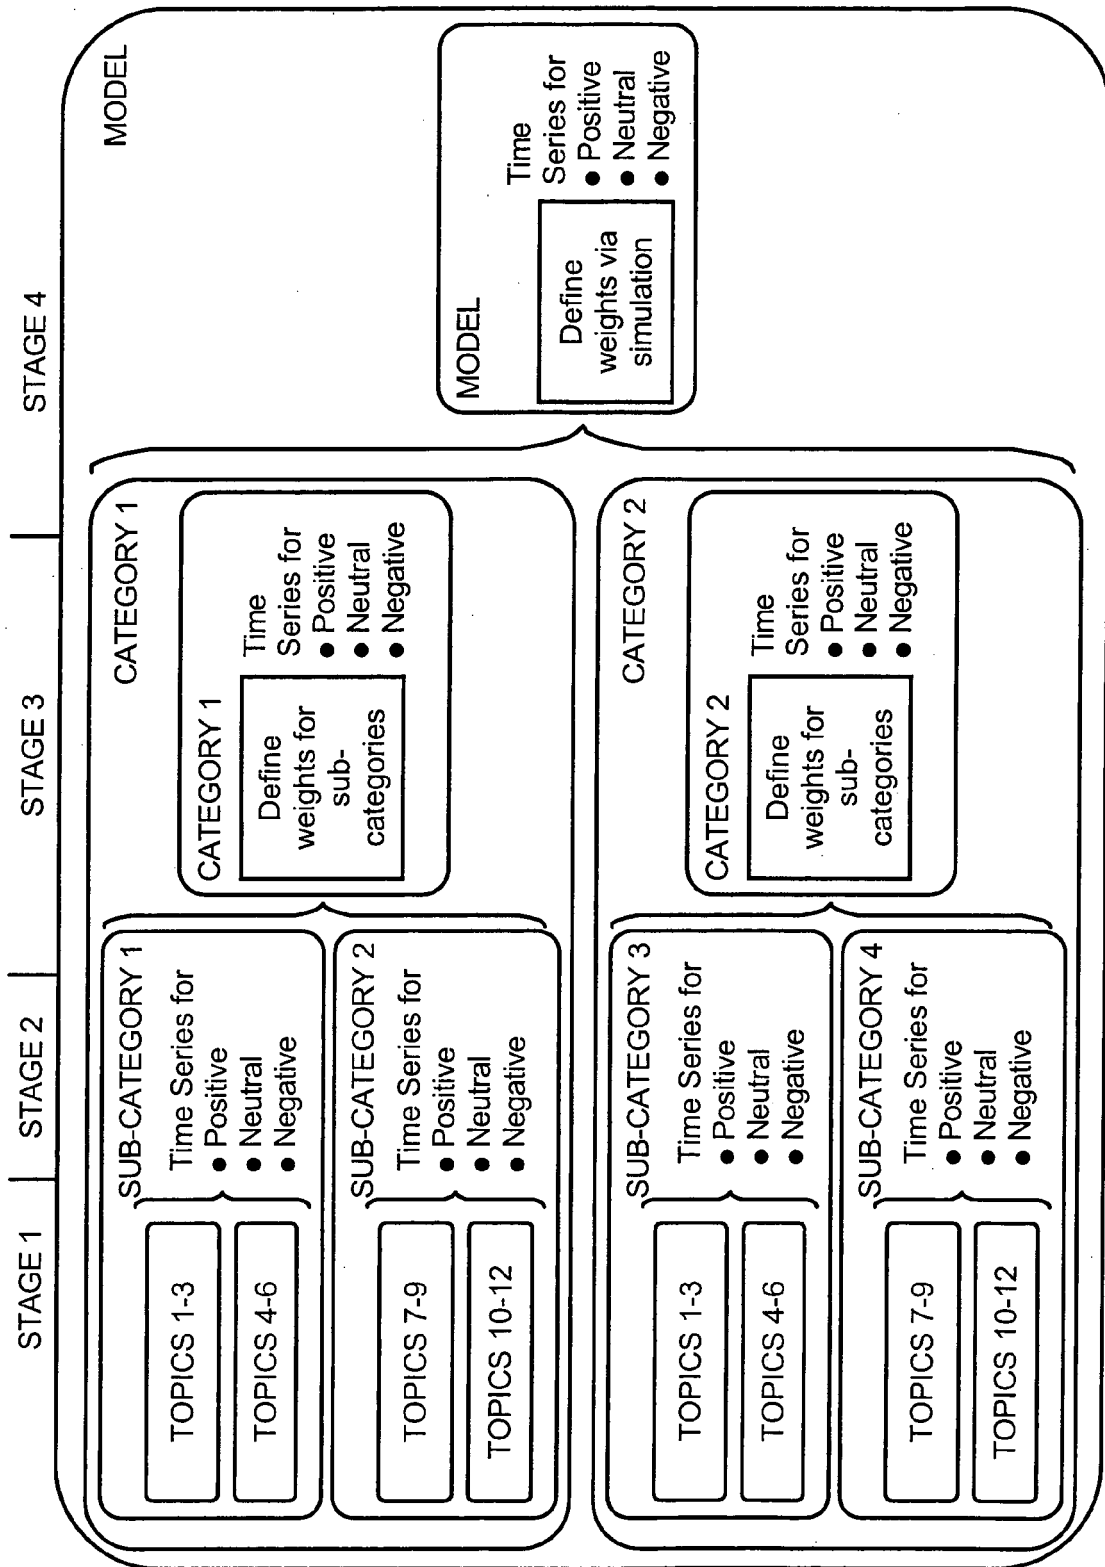 STAGE 1
STAGE 2
STAGE 3
STAGE 4
MODEL
CATEGORY 1
SUB-CATEGORY 1
TOPICS 1-3
TOPICS 4-6
Time Series for
● Positive
● Neutral
● Negative
SUB-CATEGORY 2
TOPICS 7-9
TOPICS 10-12
Time Series for
● Positive
● Neutral
● Negative
CATEGORY 1
Define
weights for
sub-
categories
Time
Series for
● Positive
● Neutral
● Negative
CATEGORY 2
SUB-CATEGORY 3
TOPICS 1-3
TOPICS 4-6
Time Series for
● Positive
● Neutral
● Negative
SUB-CATEGORY 4
TOPICS 7-9
TOPICS 10-12
Time Series for
● Positive
● Neutral
● Negative
CATEGORY 2
Define
weights for
sub-
categories
Time
Series for
● Positive
● Neutral
● Negative
MODEL
Define
weights via
simulation
Time
Series for
● Positive
● Neutral
● Negative